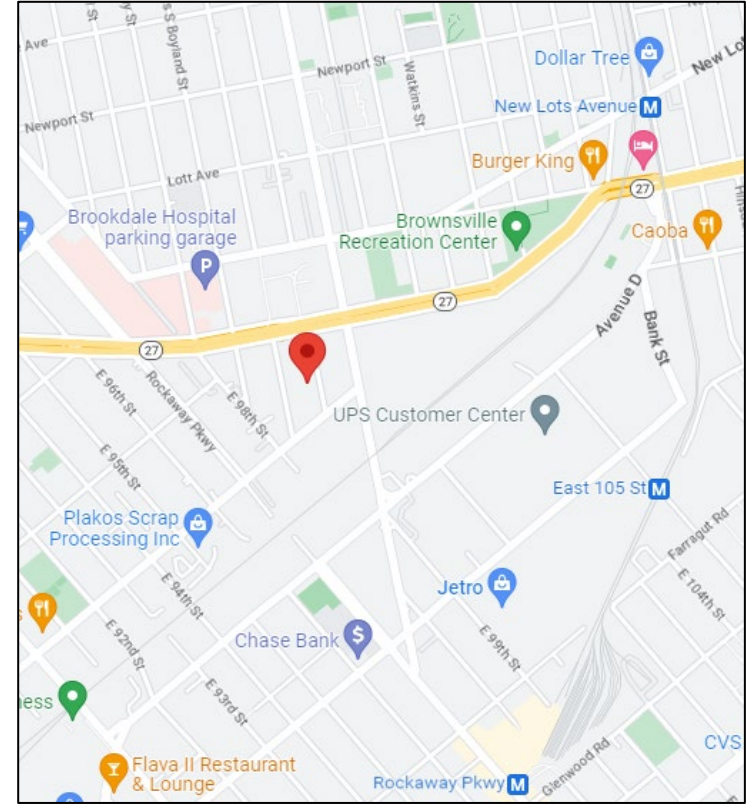 y St
s S Boyland St
Ave
Newport St
Watkins St
Dollar Tree
New Lo
New Lots Avenue M
Newport St
Burger King
Lott Ave
27
Brookdale Hospital
parking garage
P
Brownsville
Recreation Center
Caoba
27
Avenue D
Bank St
27
E 96th St
Rockaway Pkwy
E 98th St
UPS Customer Center
E 95th St
East 105 St M
Plakos Scrap
Processing Inc
Farragut Rd
E 94th St
Jetro
E 104th St
s
E 92nd St
Chase Bank
$
E 99th St
E 93rd St
ness
CVS
Flava II Restaurant
& Lounge
Rockaway Pkwy M
Glenwood Rd